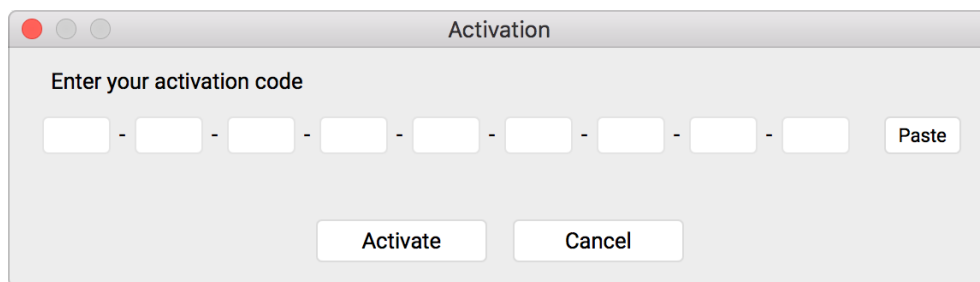 Activation
Enter your activation code
- - - - - - - - Paste
Activate Cancel